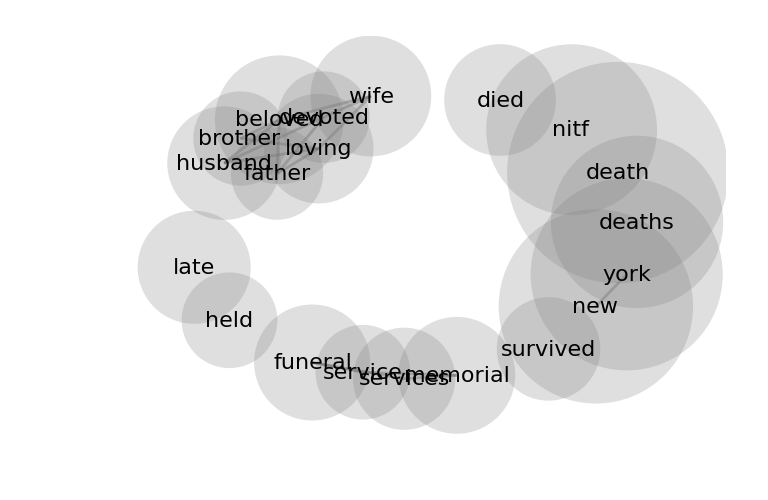 wife
died
beloved
devoted
nitf
brother
loving
husband
father
death
deaths
late
york
new
held
survived
funeral
service
services
memorial